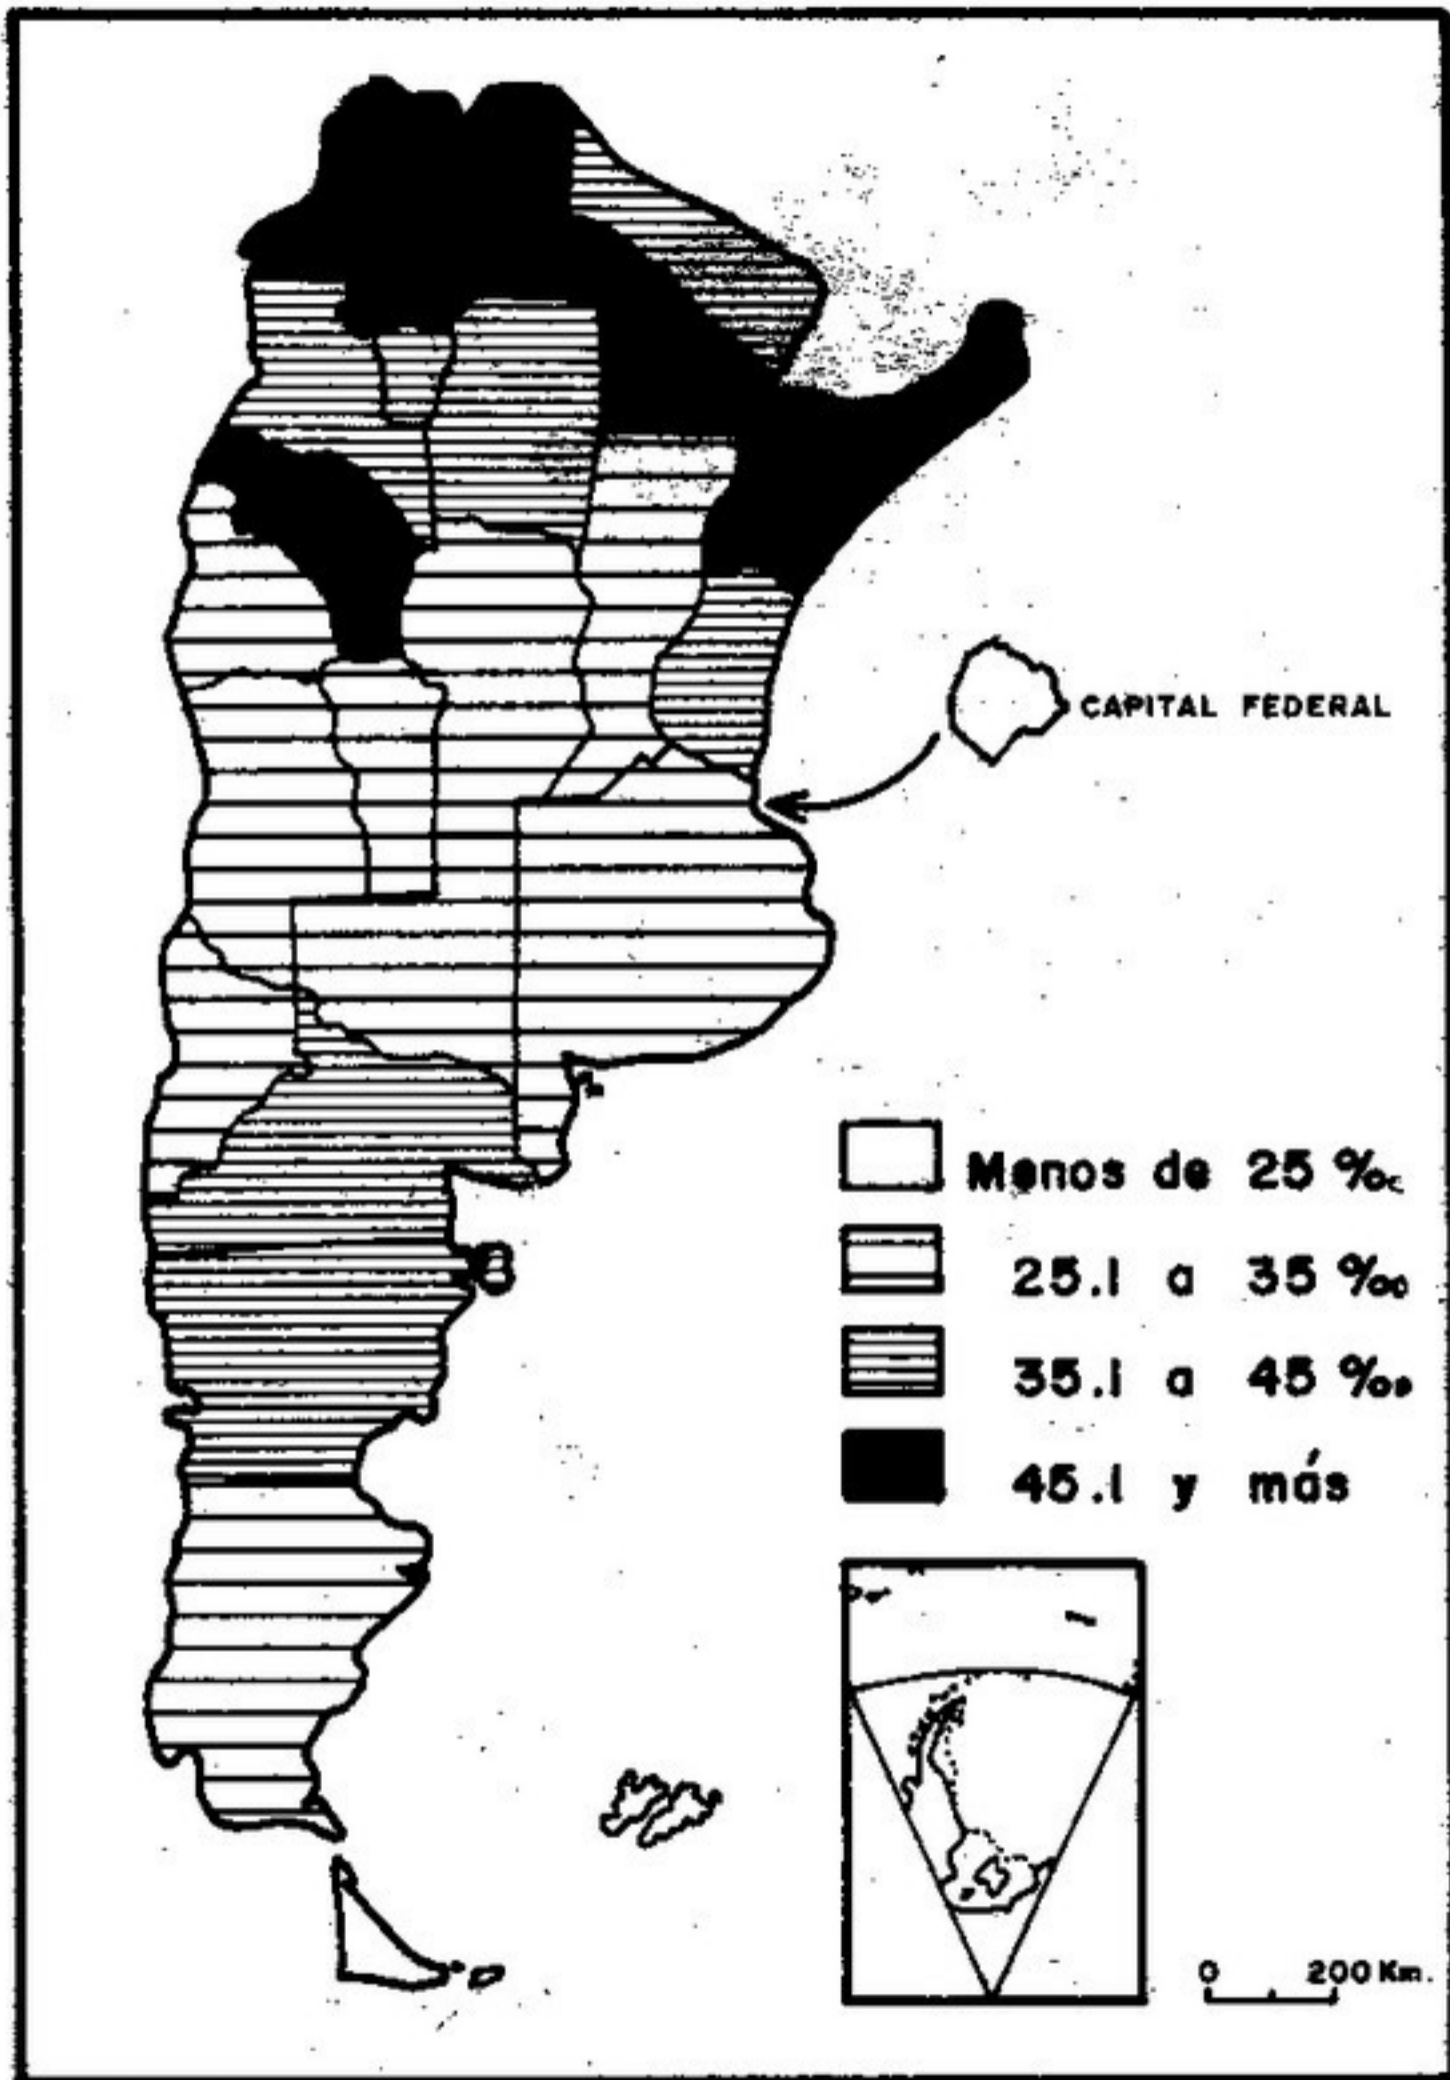 CAPITAL FEDERAL
Menos de 25 ‰
25.1 a 35 ‰
35.1 a 45 ‰
45.1 y más
0 200 Km.